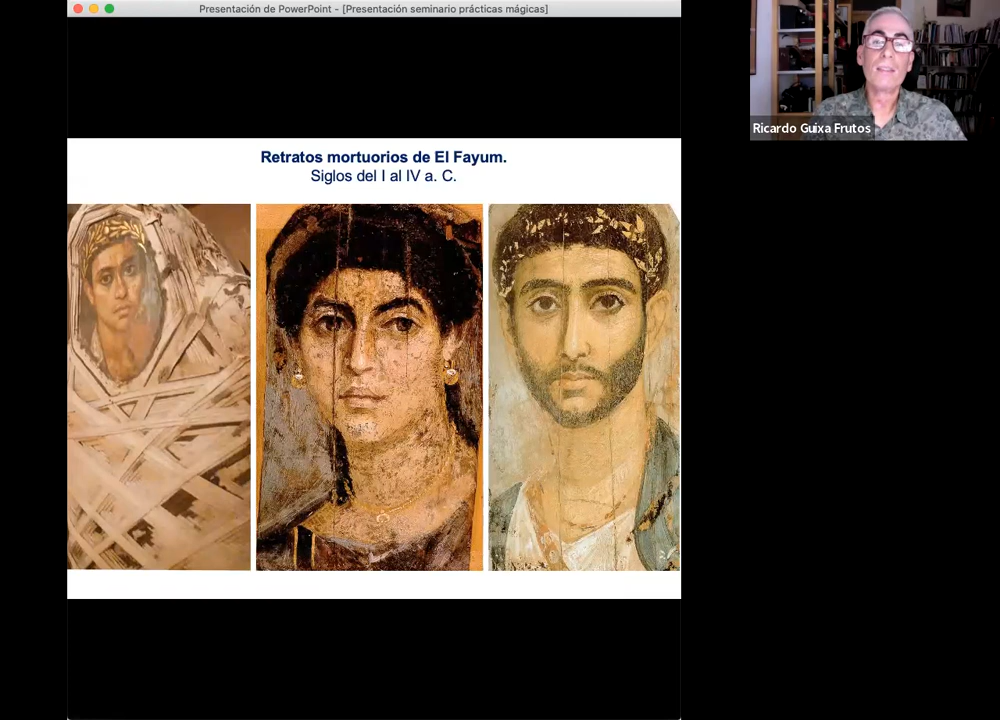 Presentación de PowerPoint - [Presentación seminario prácticas mágicas]
Ricardo Guixa Frutos
Retratos mortuorios de El Fayum.
Siglos del I al IV a. C.